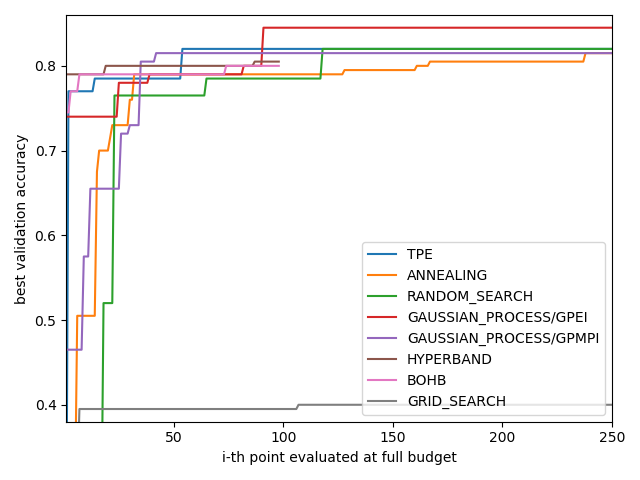 0.8
0.7
0.6
0.5
0.4
best validation accuracy
TPE
ANNEALING
RANDOM_SEARCH
GAUSSIAN_PROCESS/GPEI
GAUSSIAN_PROCESS/GPMPI
HYPERBAND
BOHB
GRID_SEARCH
50 100 150 200 250
i-th point evaluated at full budget